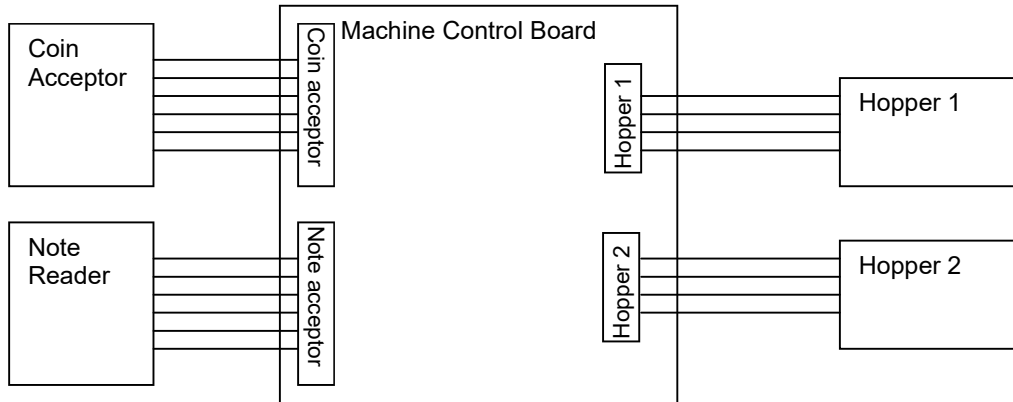 Machine Control Board
Coin
Acceptor
Coin acceptor
Hopper 1
Hopper 1
Note
Reader
Note acceptor
Hopper 2
Hopper 2